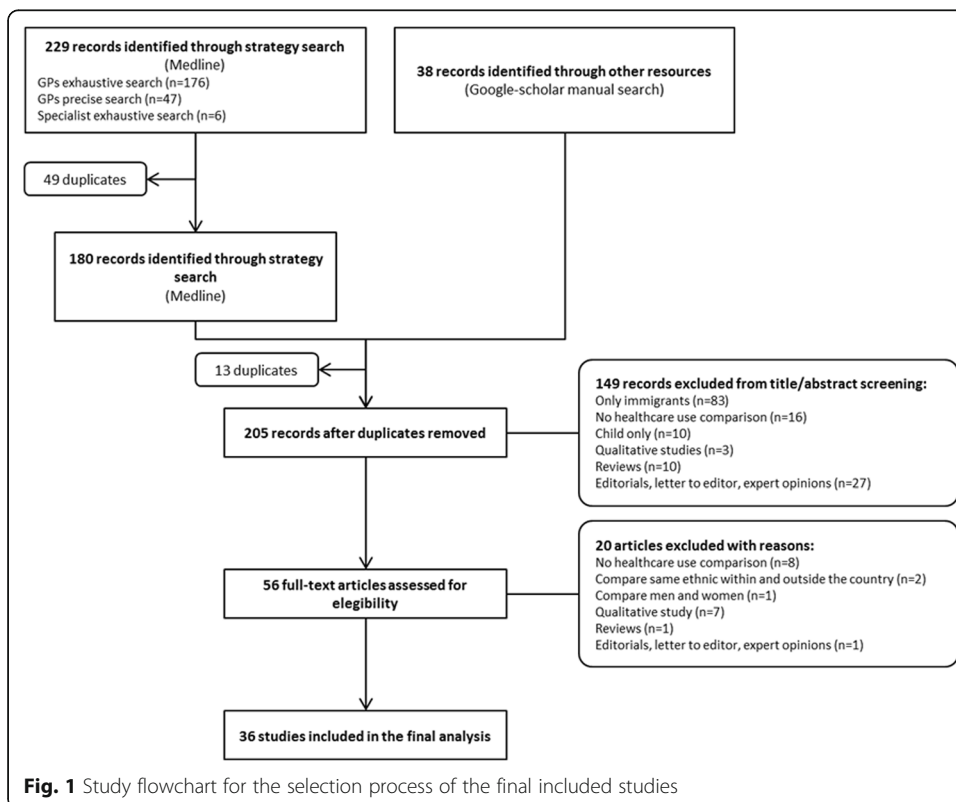 229 records identified through strategy search
(Medline)
GPs exhaustive search (n=176)
GPs precise search (n=47)
Specialist exhaustive search (n=6)
38 records identified through other resources
(Google-scholar manual search)
49 duplicates
180 records identified through strategy
search
(Medline)
13 duplicates
205 records after duplicates removed
149 records excluded from title/abstract screening:
Only immigrants (n=83)
No healthcare use comparison (n=16)
Child only (n=10)
Qualitative studies (n=3)
Reviews (n=10)
Editorials, letter to editor, expert opinions (n=27)
56 full-text articles assessed for
elegibility
20 articles excluded with reasons:
No healthcare use comparison (n=8)
Compare same ethnic within and outside the country (n=2)
Compare men and women (n=1)
Qualitative study (n=7)
Reviews (n=1)
Editorials, letter to editor, expert opinions (n=1)
36 studies included in the final analysis
Fig. 1 Study flowchart for the selection process of the final included studies